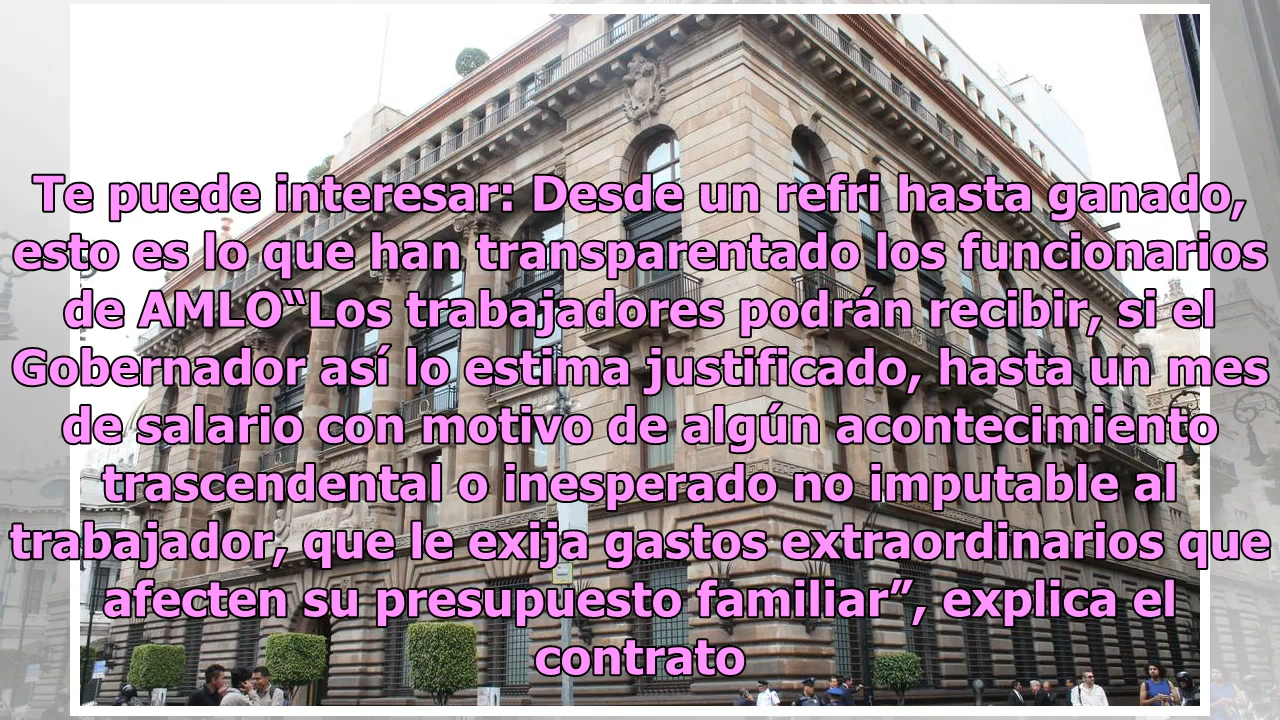 Te puede interesar: Desde un refri hasta ganado,
esto es lo que han transparentado los funcionarios
de AMLO“Los trabajadores podrán recibir, si el
Gobernador así lo estima justificado, hasta un mes
de salario con motivo de algún acontecimiento
trascendental o inesperado no imputable al
trabajador, que le exija gastos extraordinarios que
afecten su presupuesto familiar”, explica el
contrato